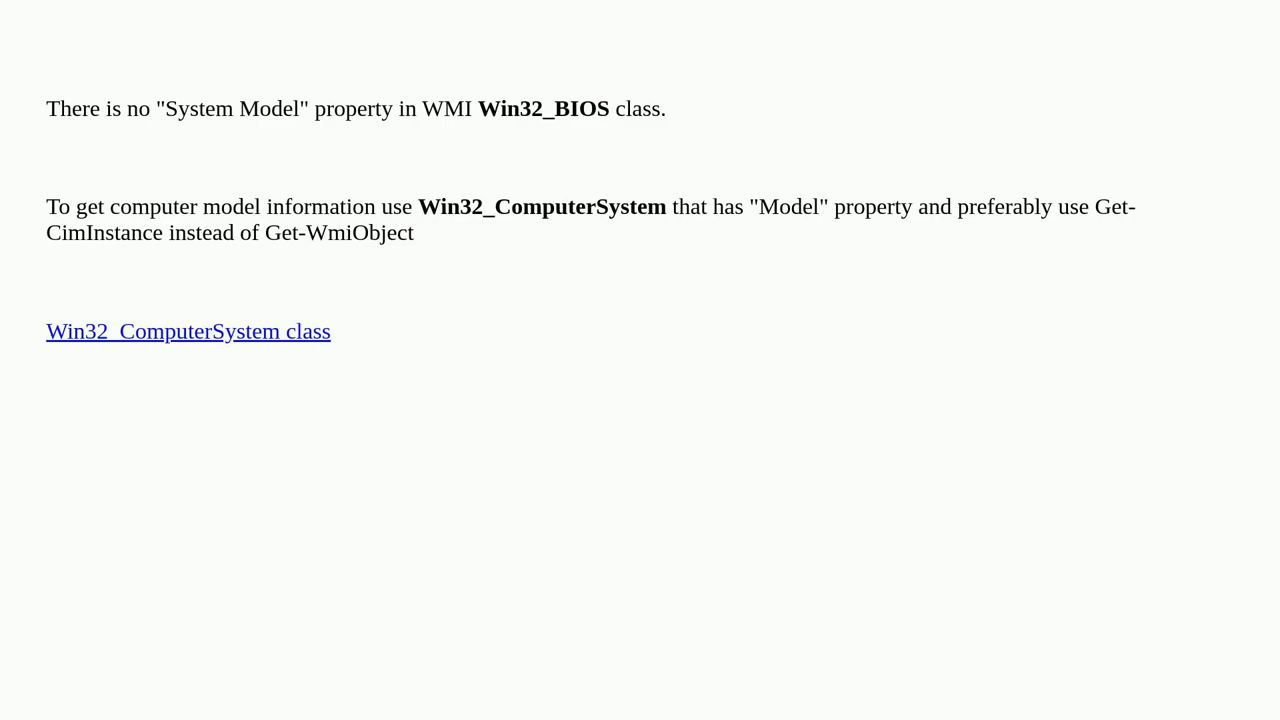 There is no "System Model" property in WMI Win32_BIOS class.
To get computer model information use Win32_ComputerSystem that has "Model" property and preferably use Get-
CimInstance instead of Get-WmiObject
Win32_ComputerSystem class